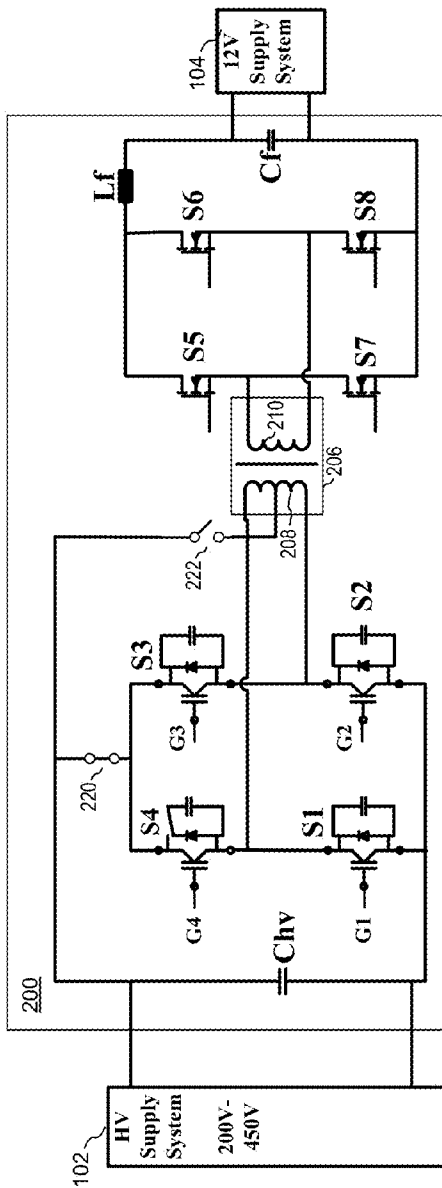 200
102
HV
Supply
System
200V-
450V
Chv
220
S4
G4
S3
G3
S1
G1
S2
G2
222
208
206
210
S5
S6
S7
S8
Lf
Cf
104
12V
Supply
System